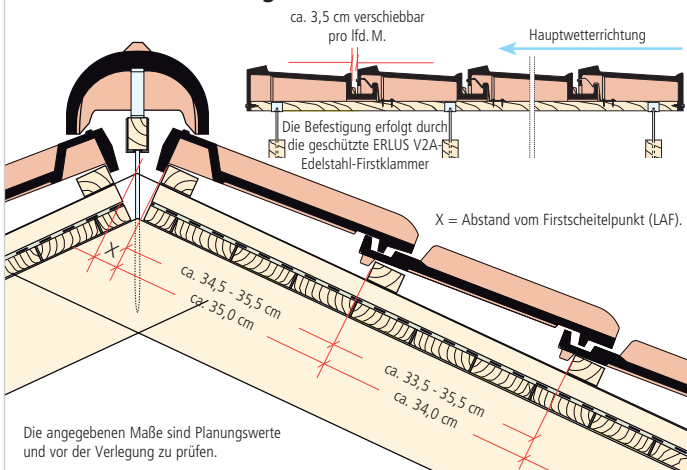 ca. 3,5 cm verschiebbar
pro lfd. M.
Hauptwetterrichtung
Die Befestigung erfolgt durch
die geschützte ERLUS V2A-
Edelstahl-Firstklammer
X = Abstand vom Firstscheitelpunkt (LAF).
X
ca. 34,5 - 35,5 cm
ca. 35,0 cm
ca. 33,5 - 35,5 cm
ca. 34,0 cm
Die angegebenen Maße sind Planungswerte
und vor der Verlegung zu prüfen.